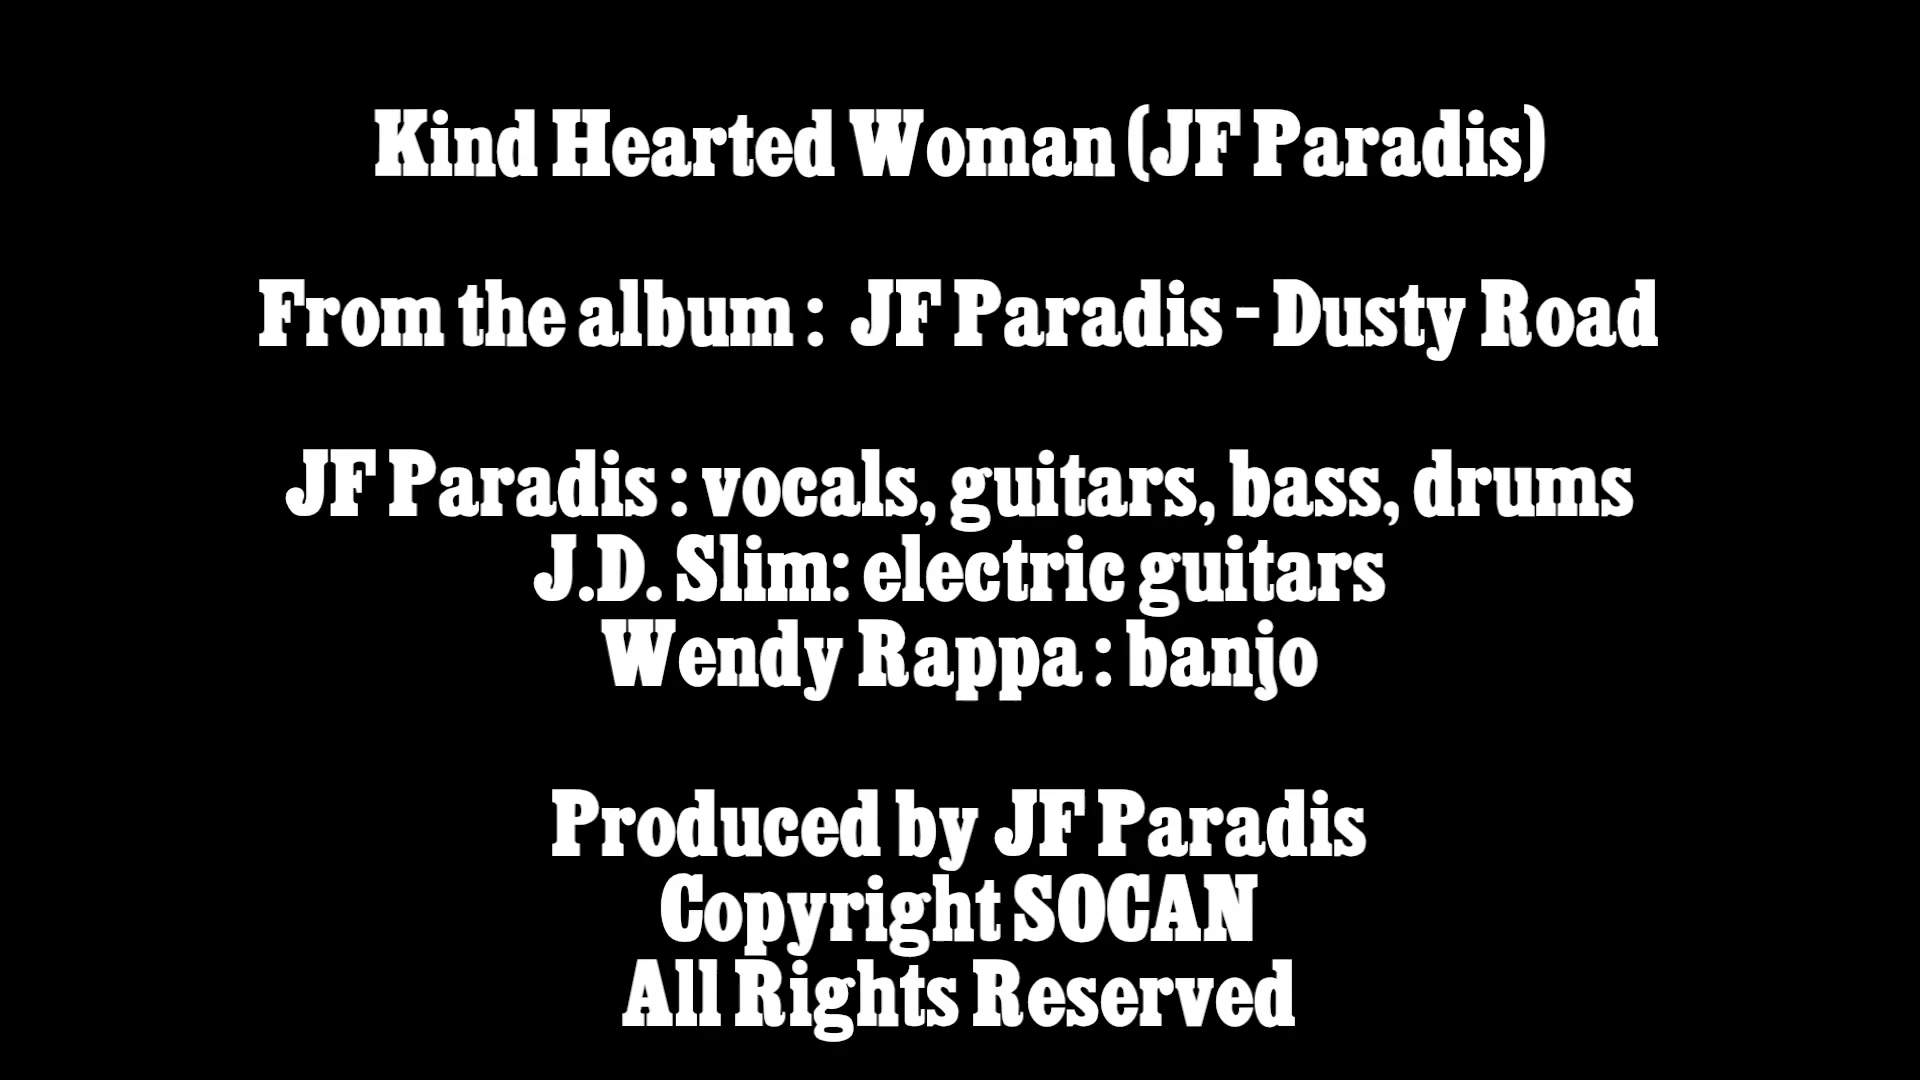 Kind Hearted Woman (JF Paradis)
From the album : JF Paradis - Dusty Road
JF Paradis : vocals, guitars, bass, drums
J.D. Slim: electric guitars
Wendy Rappa : banjo
Produced by JF Paradis
Copyright SOCAN
All Rights Reserved